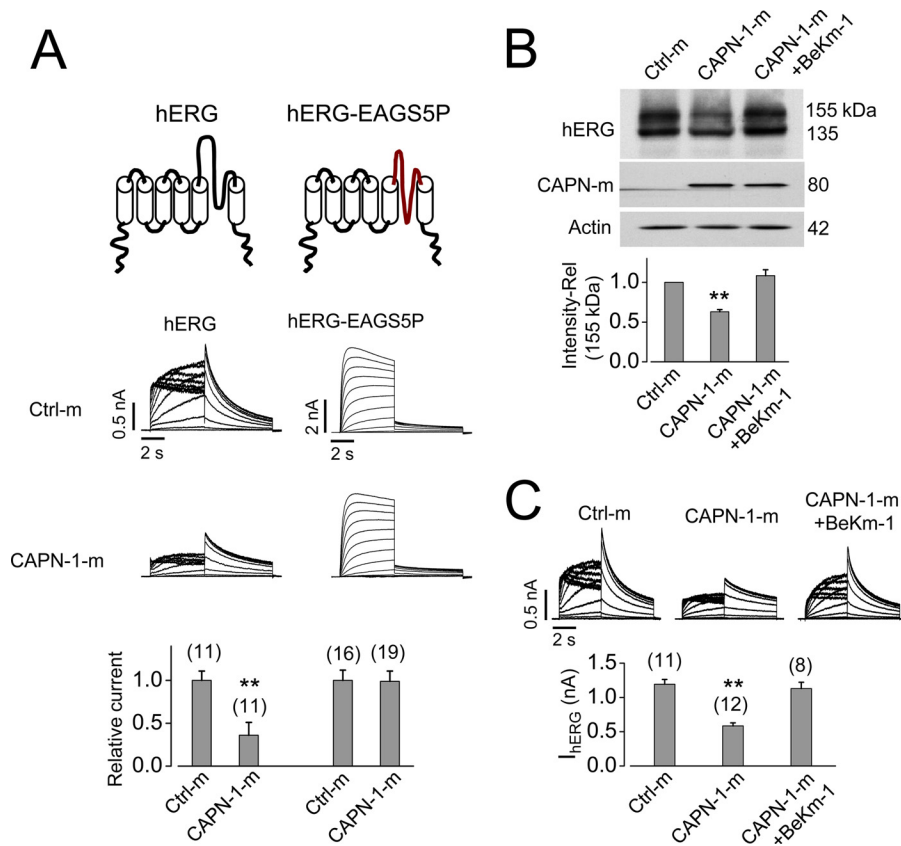 A
hERG
hERG-EAGS5P
hERG
hERG-EAGS5P
Ctrl-m
0.5 nA
2 s
2 nA
2 s
CAPN-1-m
Relative current
1.0
0.5
0.0
(11)
**
(11)
(16)
(19)
Ctrl-m
CAPN-1-m
Ctrl-m
CAPN-1-m
B
Ctrl-m
CAPN-1-m
CAPN-1-m
+BeKm-1
hERG
155 kDa
135
CAPN-m
80
Actin
42
Intensity-Rel
(155 kDa)
1.0
0.5
0.0
**
Ctrl-m
CAPN-1-m
CAPN-1-m
+BeKm-1
C
Ctrl-m
CAPN-1-m
CAPN-1-m
+BeKm-1
0.5 nA
2 s
IhERG (nA)
1.5
1.0
0.5
0.0
(11)
**
(12)
(8)
Ctrl-m
CAPN-1-m
CAPN-1-m
+BeKm-1